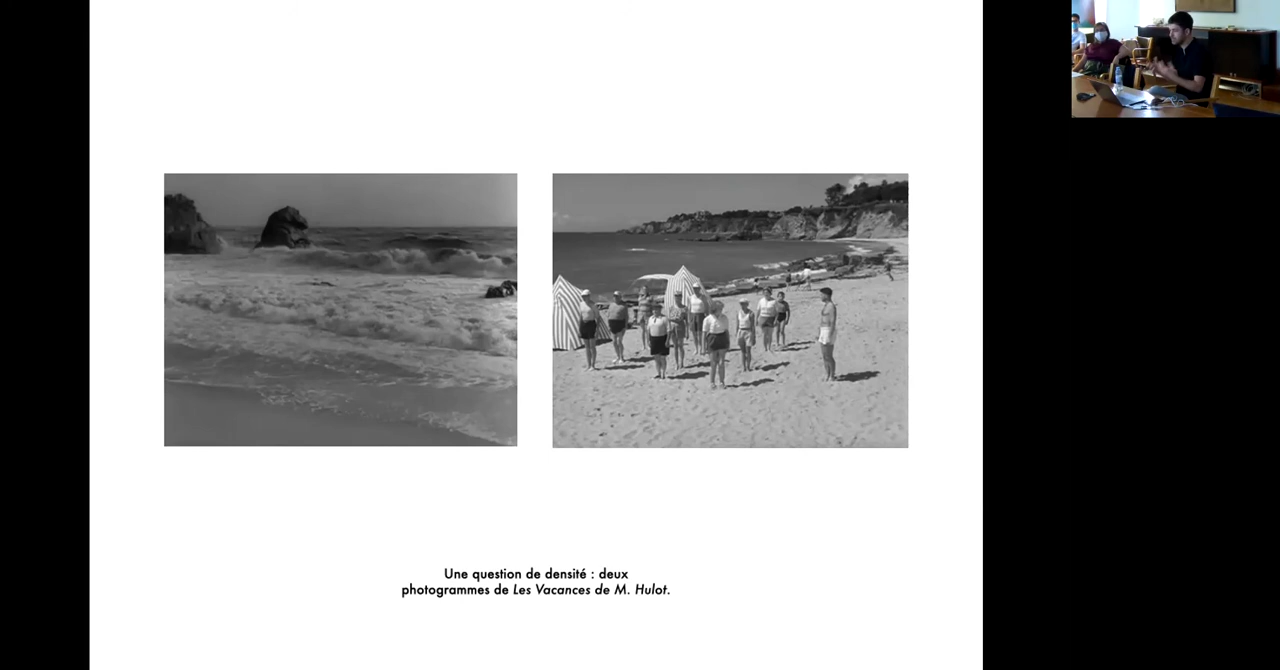 Une question de densité : deux
photogrammes de Les Vacances de M. Hulot.